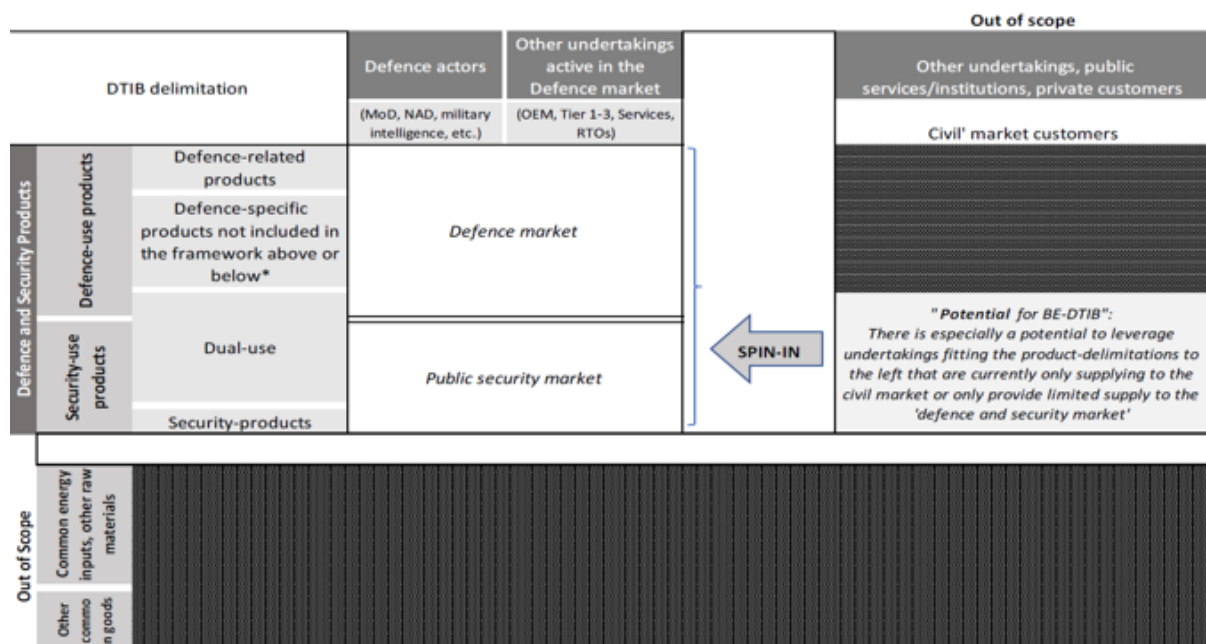 Out of scope
DTIB delimitation
Defence actors
Other undertakings
active in the
Defence market
Other undertakings, public
services/institutions, private customers
(MoD, NAD, military
intelligence, etc.)
(OEM, Tier 1-3, Services,
RTOs)
Civil' market customers
Defence and Security Products
Defence-use products
Defence-related
products
Defence-specific
products not included in
the framework above or
below*
Defence market
Security-use
products
Dual-use
Security-products
Public security market
SPIN-IN
"Potential for BE-DTIB":
There is especially a potential to leverage
undertakings fitting the product-delimitations to
the left that are currently only supplying to the
civil market or only provide limited supply to the
'defence and security market'
Out of Scope
Common energy
inputs, other raw
materials
Other
commo
n goods